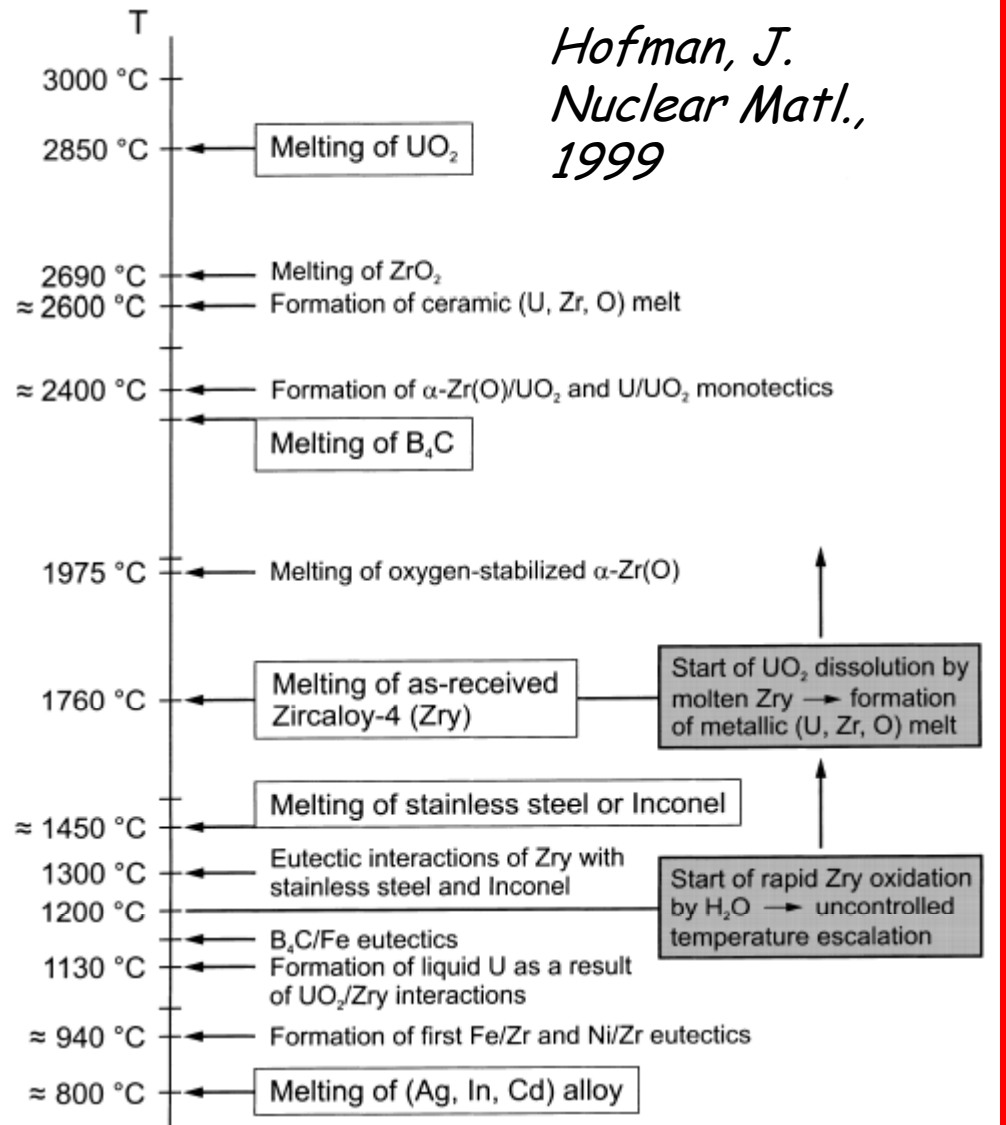 T
Hofman, J.
Nuclear Matl.,
1999
3000 °C
2850 °C
Melting of UO₂
2690 °C
Melting of ZrO₂
≈ 2600 °C
Formation of ceramic (U, Zr, O) melt
≈ 2400 °C
Formation of α-Zr(O)/UO₂ and U/UO₂ monotectics
Melting of B₄C
1975 °C
Melting of oxygen-stabilized α-Zr(O)
1760 °C
Melting of as-received
Zircaloy-4 (Zry)
Start of UO₂ dissolution by
molten Zry → formation
of metallic (U, Zr, O) melt
Melting of stainless steel or Inconel
≈ 1450 °C
1300 °C
Eutectic interactions of Zry with
stainless steel and Inconel
1200 °C
Start of rapid Zry oxidation
by H₂O → uncontrolled
temperature escalation
B₄C/Fe eutectics
1130 °C
Formation of liquid U as a result
of UO₂/Zry interactions
≈ 940 °C
Formation of first Fe/Zr and Ni/Zr eutectics
≈ 800 °C
Melting of (Ag, In, Cd) alloy